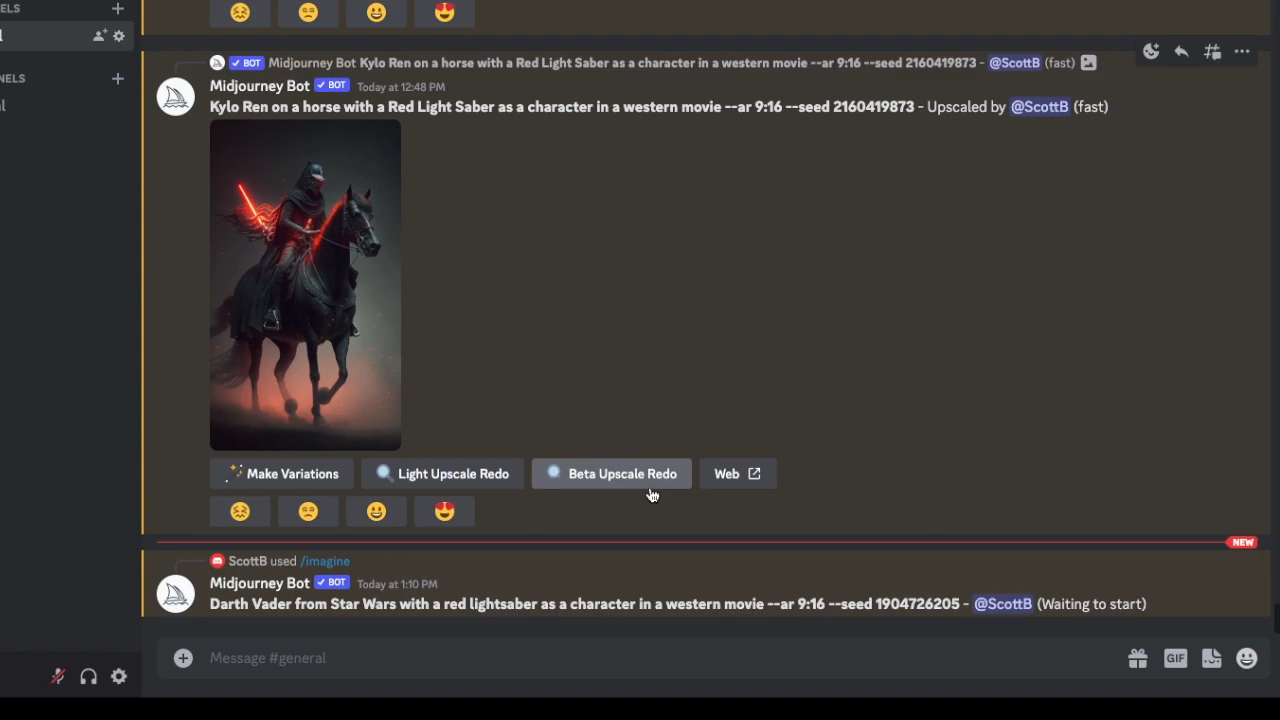 ELS
NELS
BOT Midjourney Bot Kylo Ren on a horse with a Red Light Saber as a character in a western movie --ar 9:16 --seed 2160419873 - @ScottB (fast)
Midjourney Bot BOT Today at 12:48 PM
Kylo Ren on a horse with a Red Light Saber as a character in a western movie --ar 9:16 --seed 2160419873 - Upscaled by @ScottB (fast)
Make Variations Light Upscale Redo Beta Upscale Redo Web
NEW
ScottB used /imagine
Midjourney Bot BOT Today at 1:10 PM
Darth Vader from Star Wars with a red lightsaber as a character in a western movie --ar 9:16 --seed 1904726205 - @ScottB (Waiting to start)
Message #general
GIF